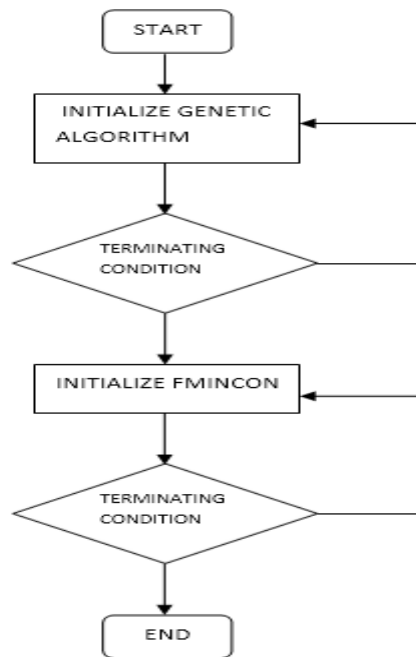 START
INITIALIZE GENETIC
ALGORITHM
TERMINATING
CONDITION
INITIALIZE FMINCON
TERMINATING
CONDITION
END